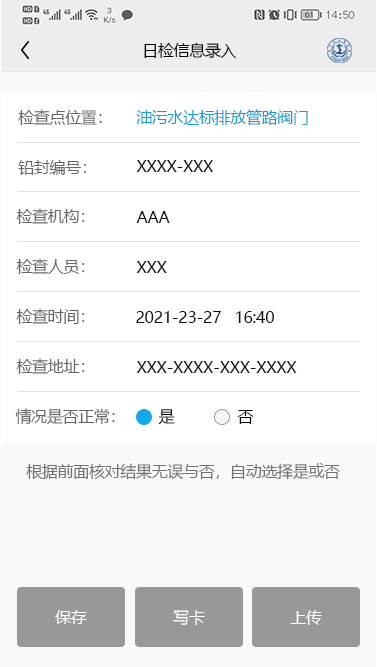 HD 1 4G 4G 3 K/s N 61 14:50
HD 2
日检信息录入
检查点位置： 油污水达标排放管路阀门
铅封编号： XXXX-XXX
检查机构： AAA
检查人员： XXX
检查时间： 2021-23-27 16:40
检查地址： XXX-XXXX-XXX-XXXX
情况是否正常： 是 否
根据前面核对结果无误与否，自动选择是或否
保存 写卡 上传